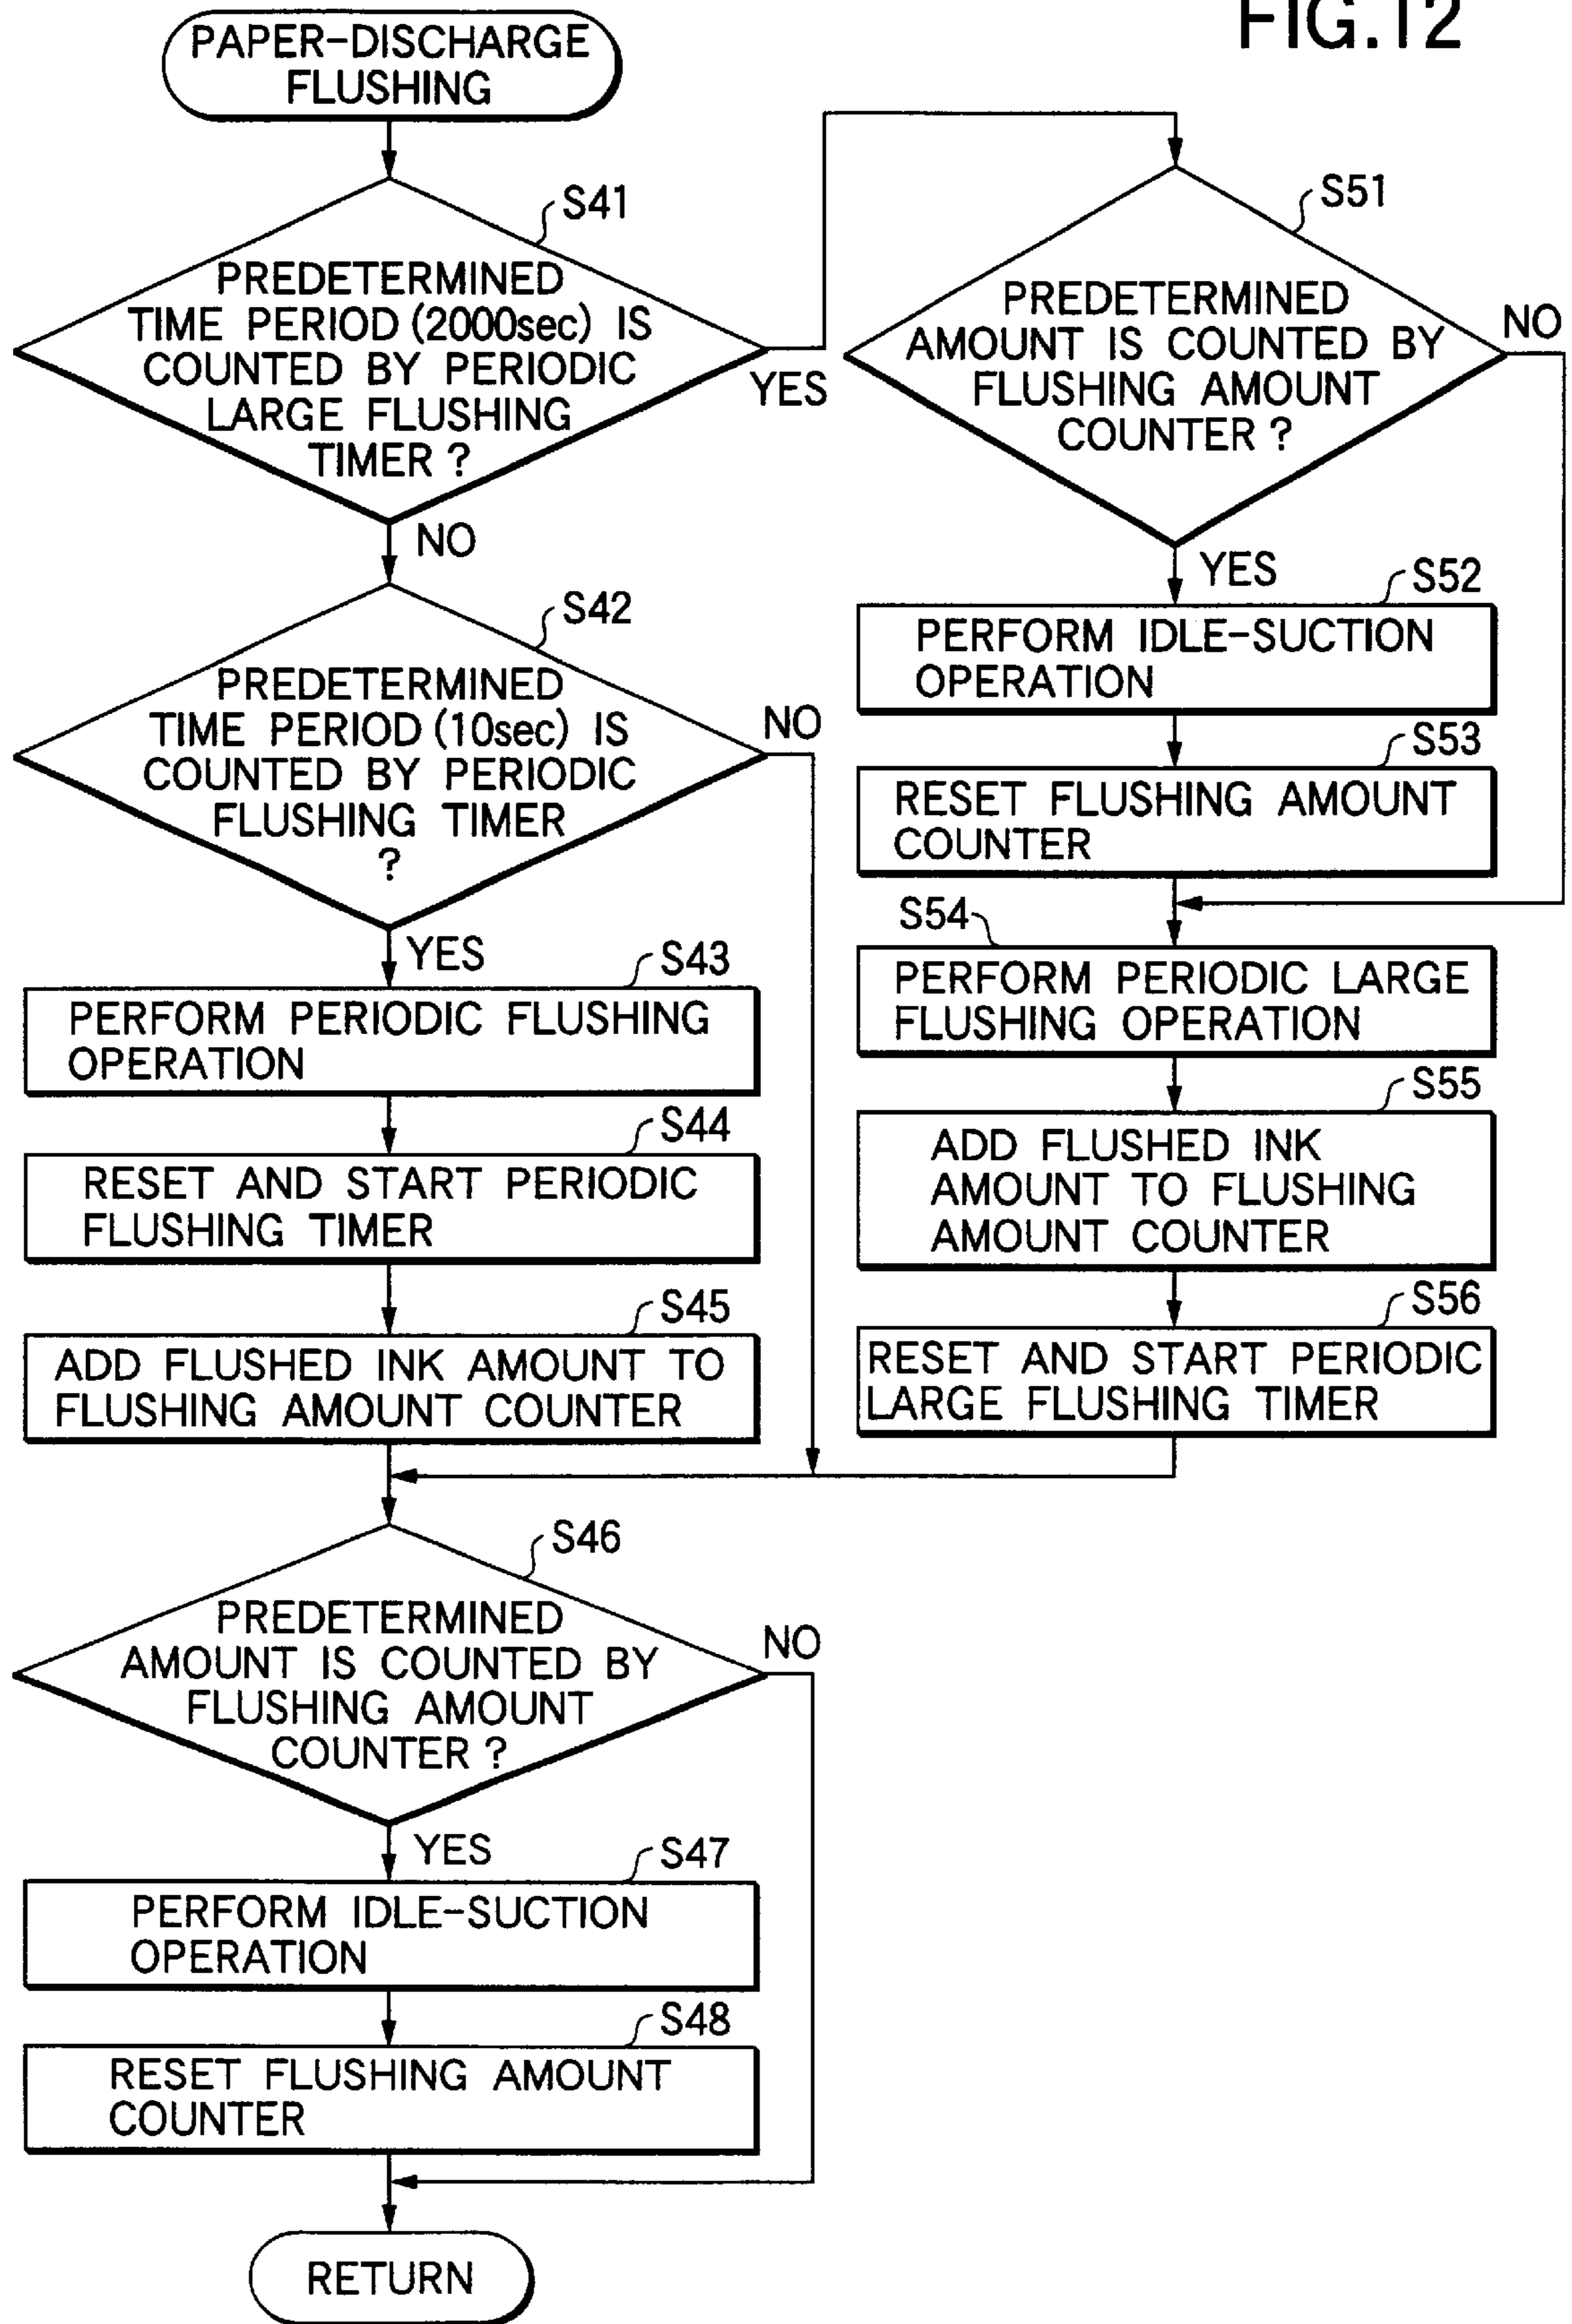 FIG.12
PAPER-DISCHARGE
FLUSHING
S41
PREDETERMINED
TIME PERIOD (2000sec) IS
COUNTED BY PERIODIC
LARGE FLUSHING
TIMER ?
YES
NO
S42
PREDETERMINED
TIME PERIOD (10sec) IS
COUNTED BY PERIODIC
FLUSHING TIMER
?
NO
YES
S43
PERFORM PERIODIC FLUSHING
OPERATION
S44
RESET AND START PERIODIC
FLUSHING TIMER
S45
ADD FLUSHED INK AMOUNT TO
FLUSHING AMOUNT COUNTER
S46
PREDETERMINED
AMOUNT IS COUNTED BY
FLUSHING AMOUNT
COUNTER ?
NO
YES
S47
PERFORM IDLE-SUCTION
OPERATION
S48
RESET FLUSHING AMOUNT
COUNTER
RETURN
S51
PREDETERMINED
AMOUNT IS COUNTED BY
FLUSHING AMOUNT
COUNTER ?
NO
YES
S52
PERFORM IDLE-SUCTION
OPERATION
S53
RESET FLUSHING AMOUNT
COUNTER
S54
PERFORM PERIODIC LARGE
FLUSHING OPERATION
S55
ADD FLUSHED INK
AMOUNT TO FLUSHING
AMOUNT COUNTER
S56
RESET AND START PERIODIC
LARGE FLUSHING TIMER